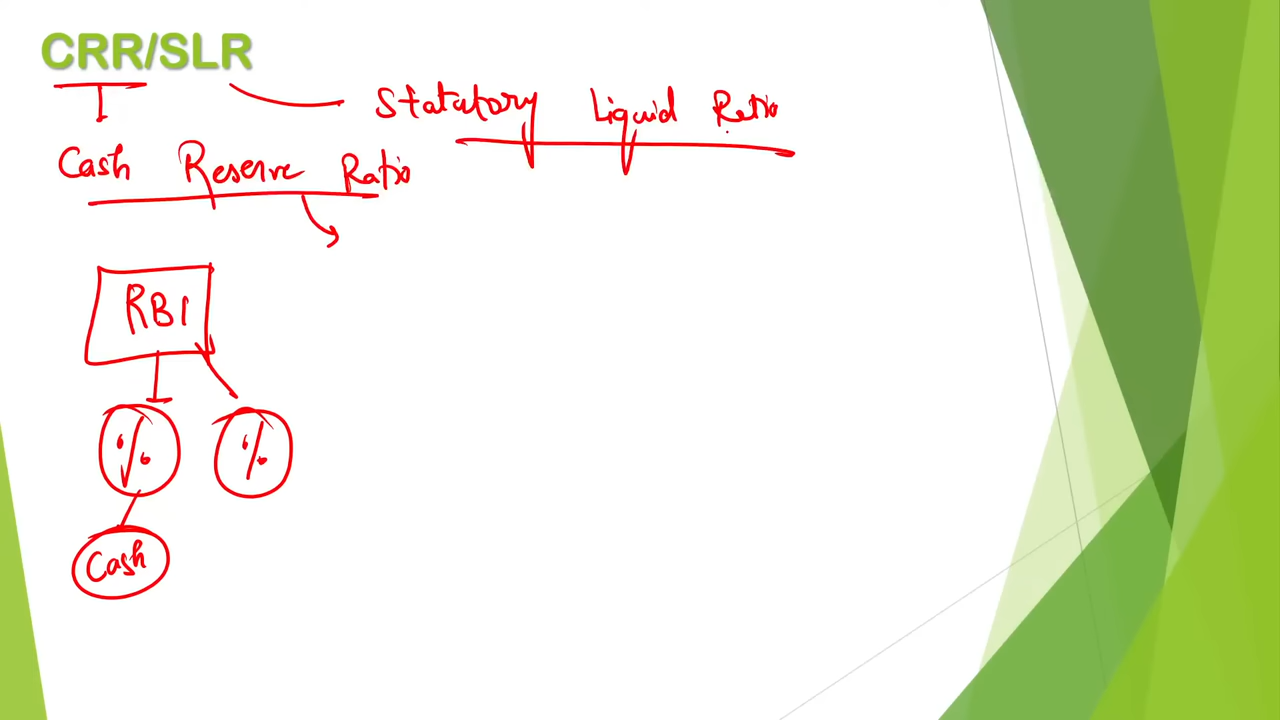 CRR/SLR
Statutory Liquid Ratio
Cash Reserve Ratio
RBI
% %
Cash